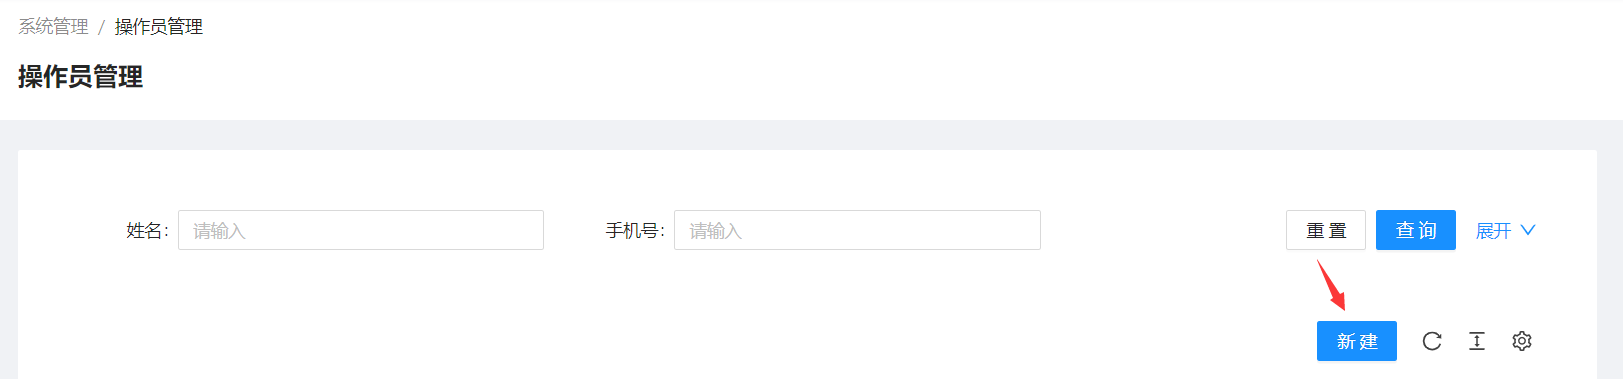 系统管理 / 操作员管理
操作员管理
姓名: 请输入 手机号: 请输入 重置 查询 展开
新建